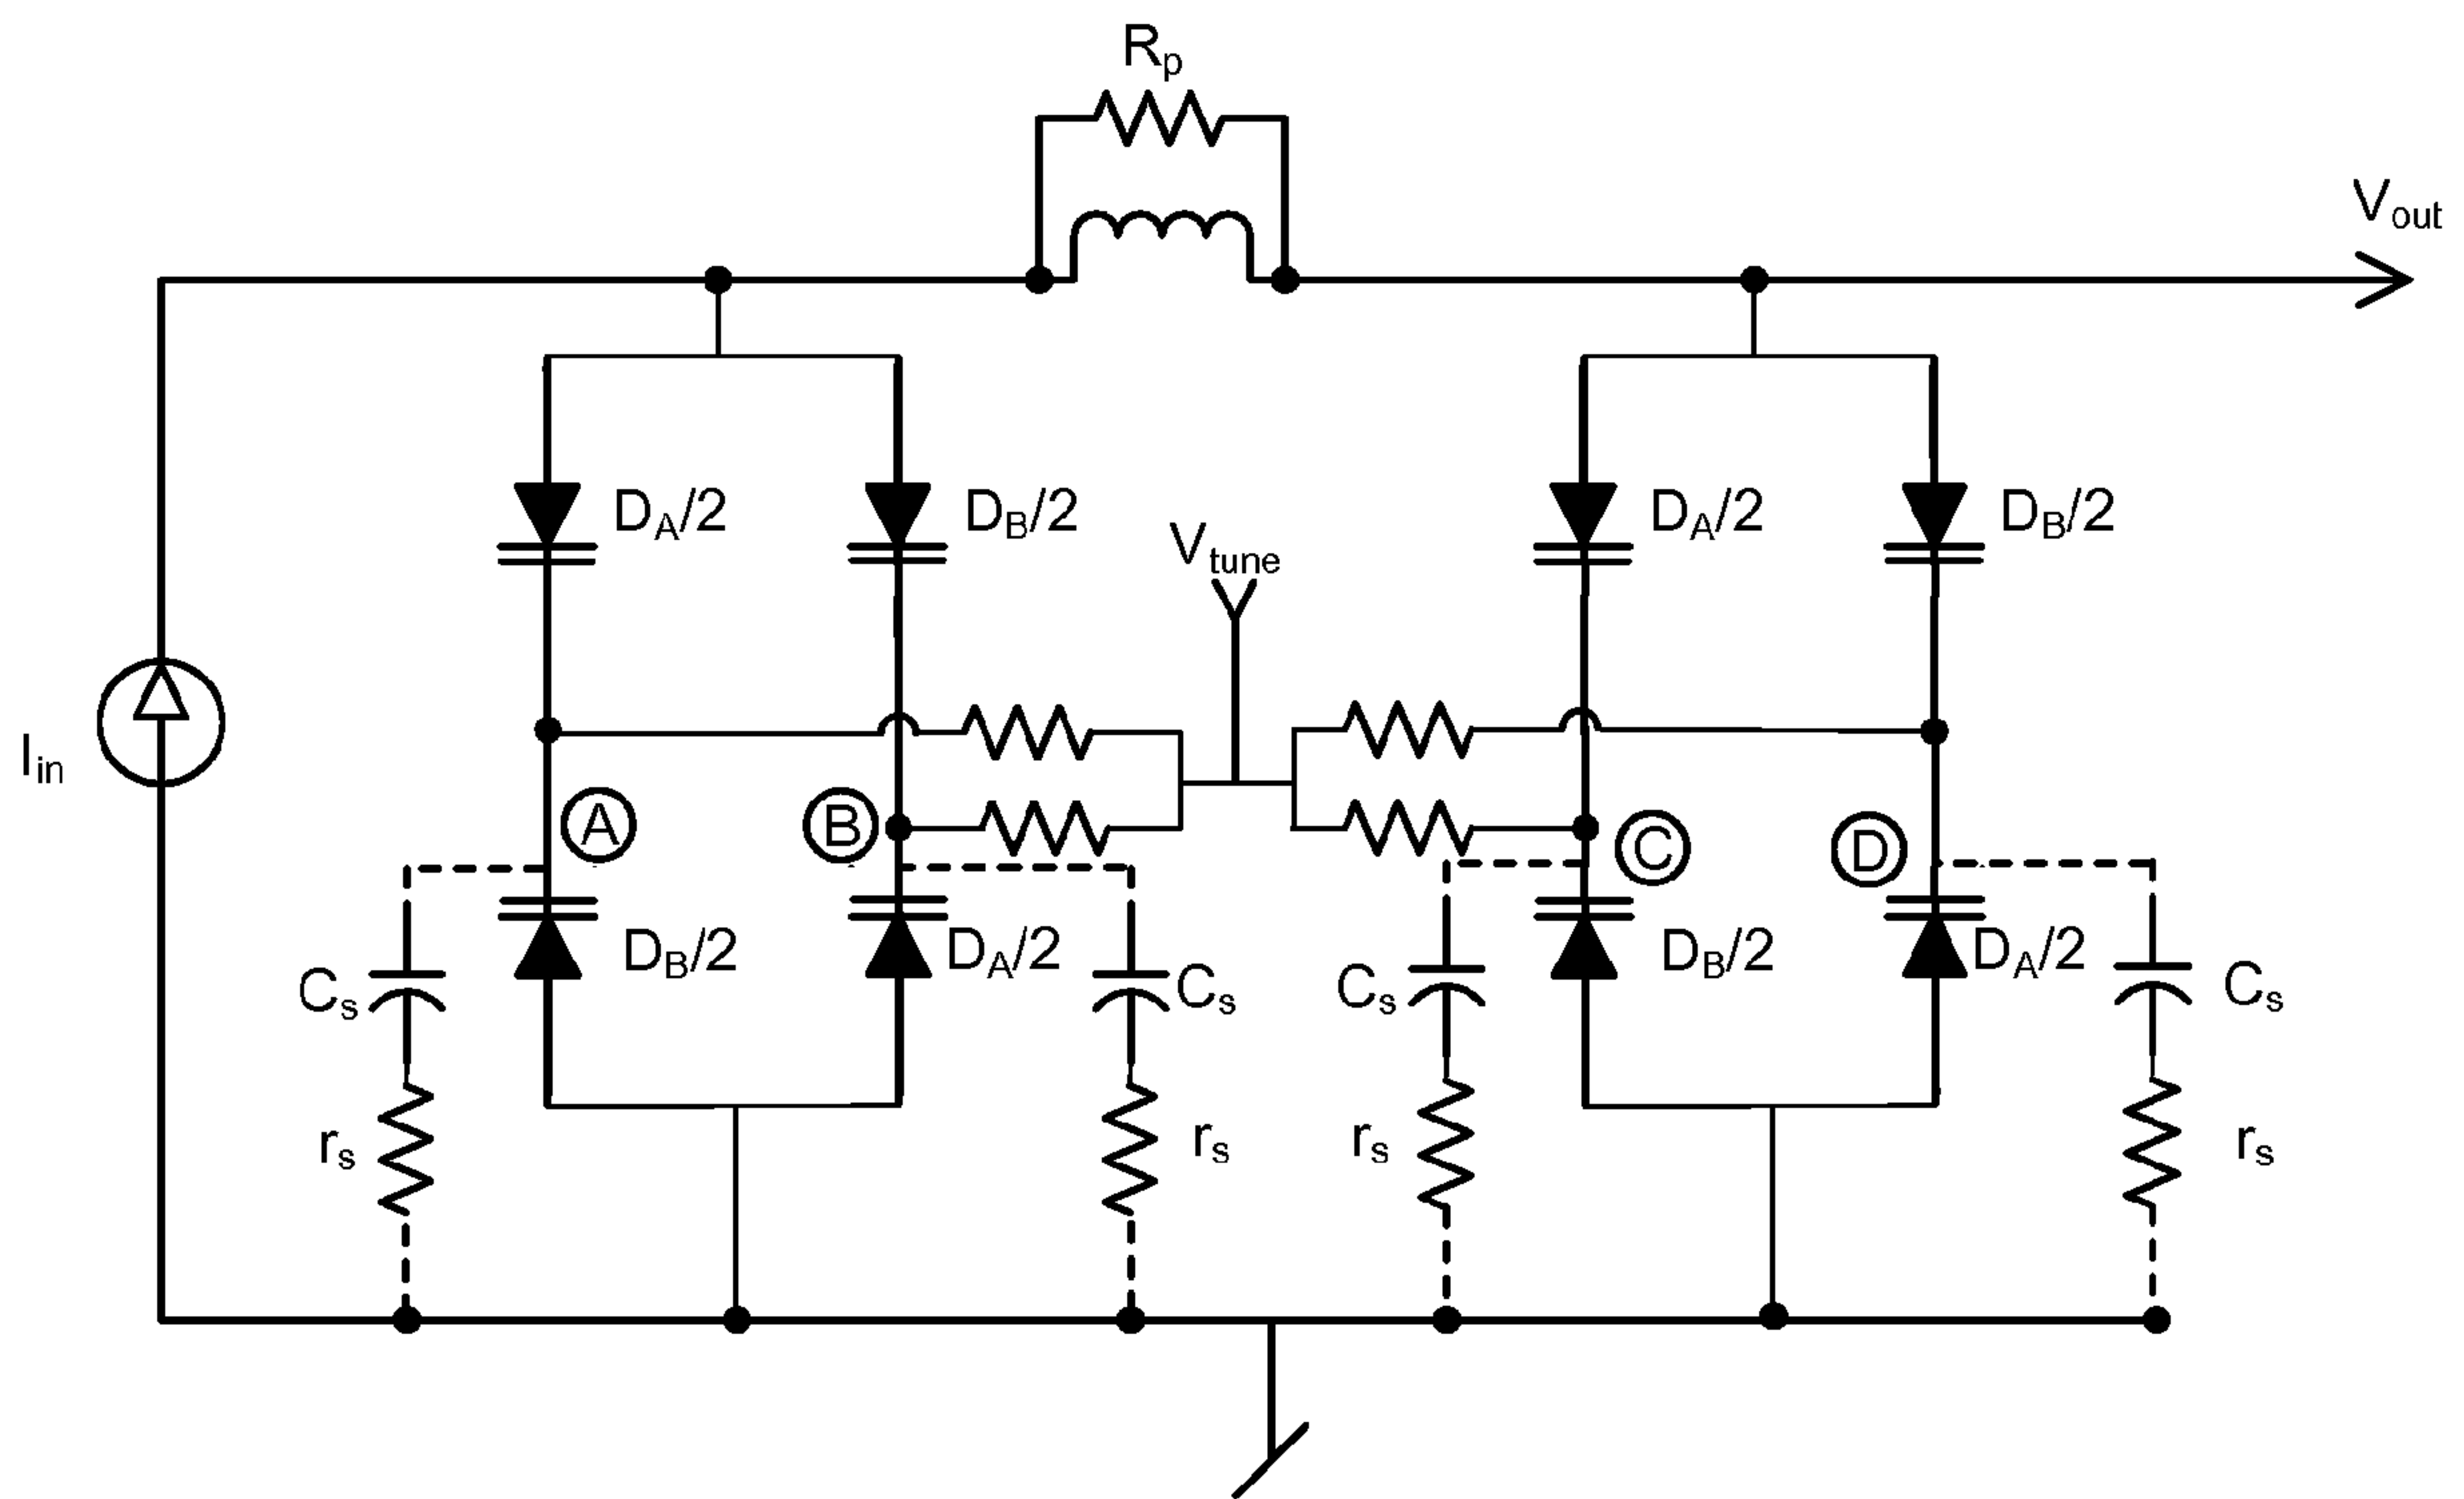 Rp
Vout
DA/2
DB/2
Vtune
DA/2
DB/2
Iin
A
B
C
D
DB/2
DA/2
DB/2
DA/2
Cs
Cs
Cs
Cs
rs
rs
rs
rs